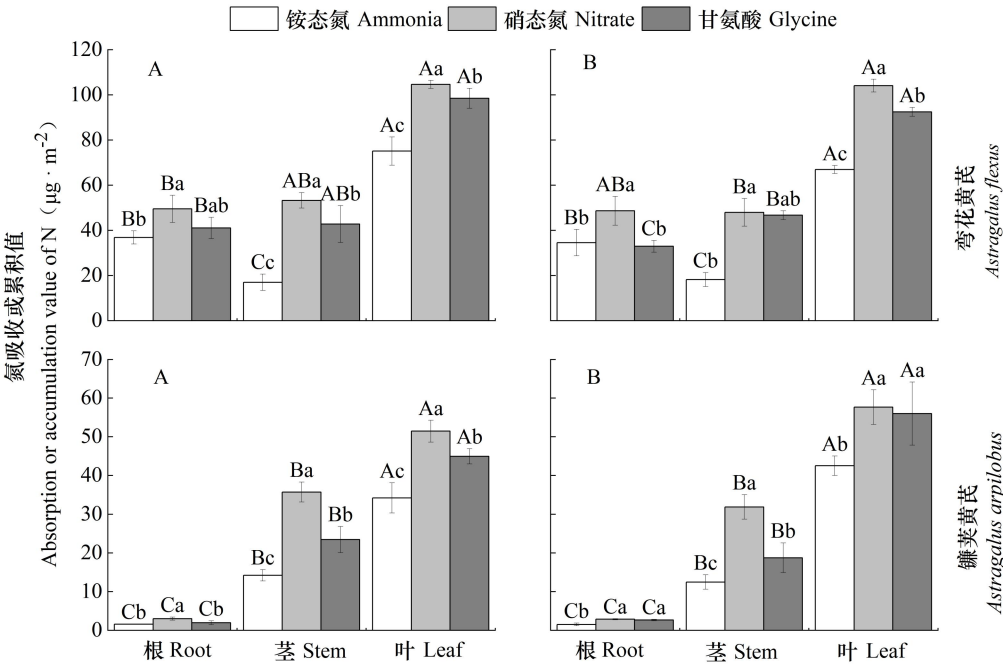 铵态氮 Ammonia 硝态氮 Nitrate 甘氨酸 Glycine
氮吸收或累积值
Absorption or accumulation value of N（μg · m⁻²）
A
120
100
80
60
40
20
0
Bb Ba Bab
Cc ABa ABb
Ac Aa Ab
B
Bb ABa Cb
Cb Ba Bab
Ac Aa Ab
弯花黄芪
Astragalus flexus
A
70
60
50
40
30
20
10
0
Cb Ca Cb
Bc Ba Bb
Ac Aa Ab
根 Root 茎 Stem 叶 Leaf
B
Cb Ca Ca
Bc Ba Bb
Ab Aa Aa
根 Root 茎 Stem 叶 Leaf
镰荚黄芪
Astragalus arpilobus